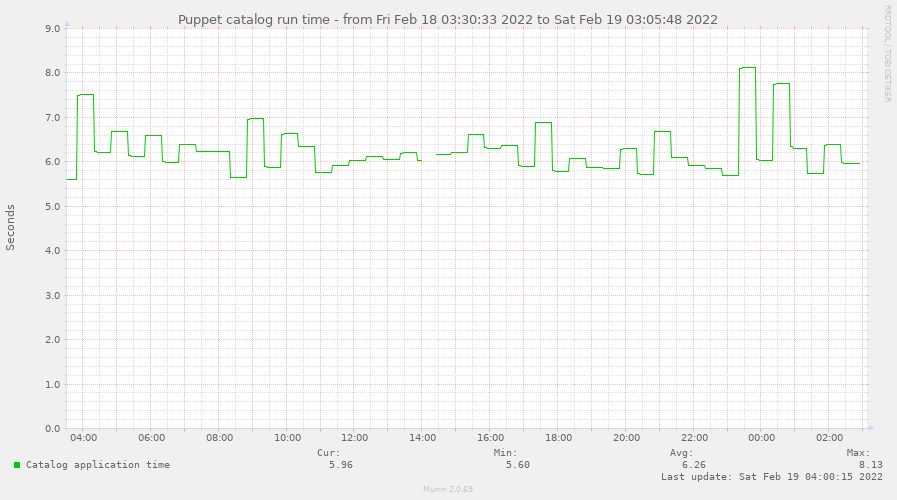 Puppet catalog run time - from Fri Feb 18 03:30:33 2022 to Sat Feb 19 03:05:48 2022
RRDTOOL / TOBI OETIKER
Seconds
9.0
8.0
7.0
6.0
5.0
4.0
3.0
2.0
1.0
0.0
04:00 06:00 08:00 10:00 12:00 14:00 16:00 18:00 20:00 22:00 00:00 02:00
Cur: Min: Avg: Max:
Catalog application time 5.96 5.60 6.26 8.13
Last update: Sat Feb 19 04:00:15 2022
Munin 2.0.69